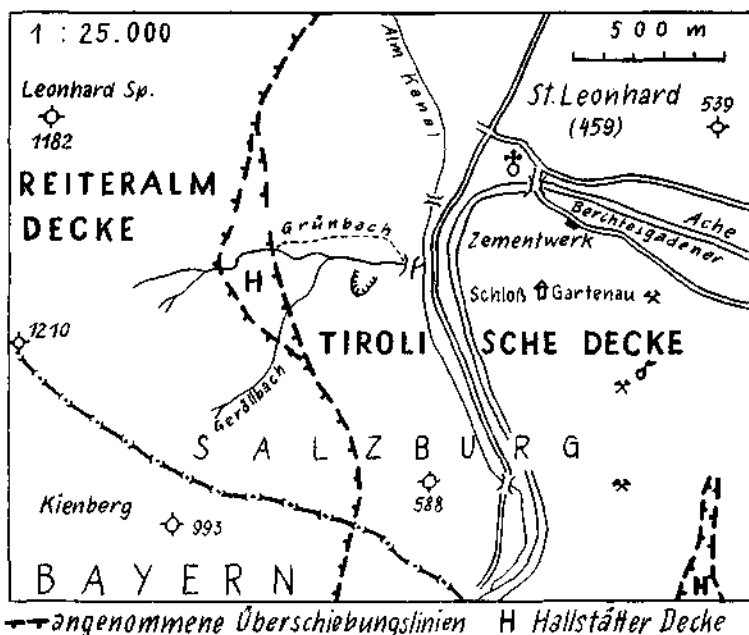 1 : 25.000
500 m
Alm Kanal
Leonhard Sp.
1182
St. Leonhard
(459)
539
REITERALM
DECKE
Grünbach
Zementwerk
Berchtesgadener
Ache
H
Schloß Gartenau
1210
TIROLISCHE DECKE
Geröllbach
SALZBURG
588
Kienberg
993
BAYERN
H
angenommene Überschiebungslinien H Hallstätter Decke